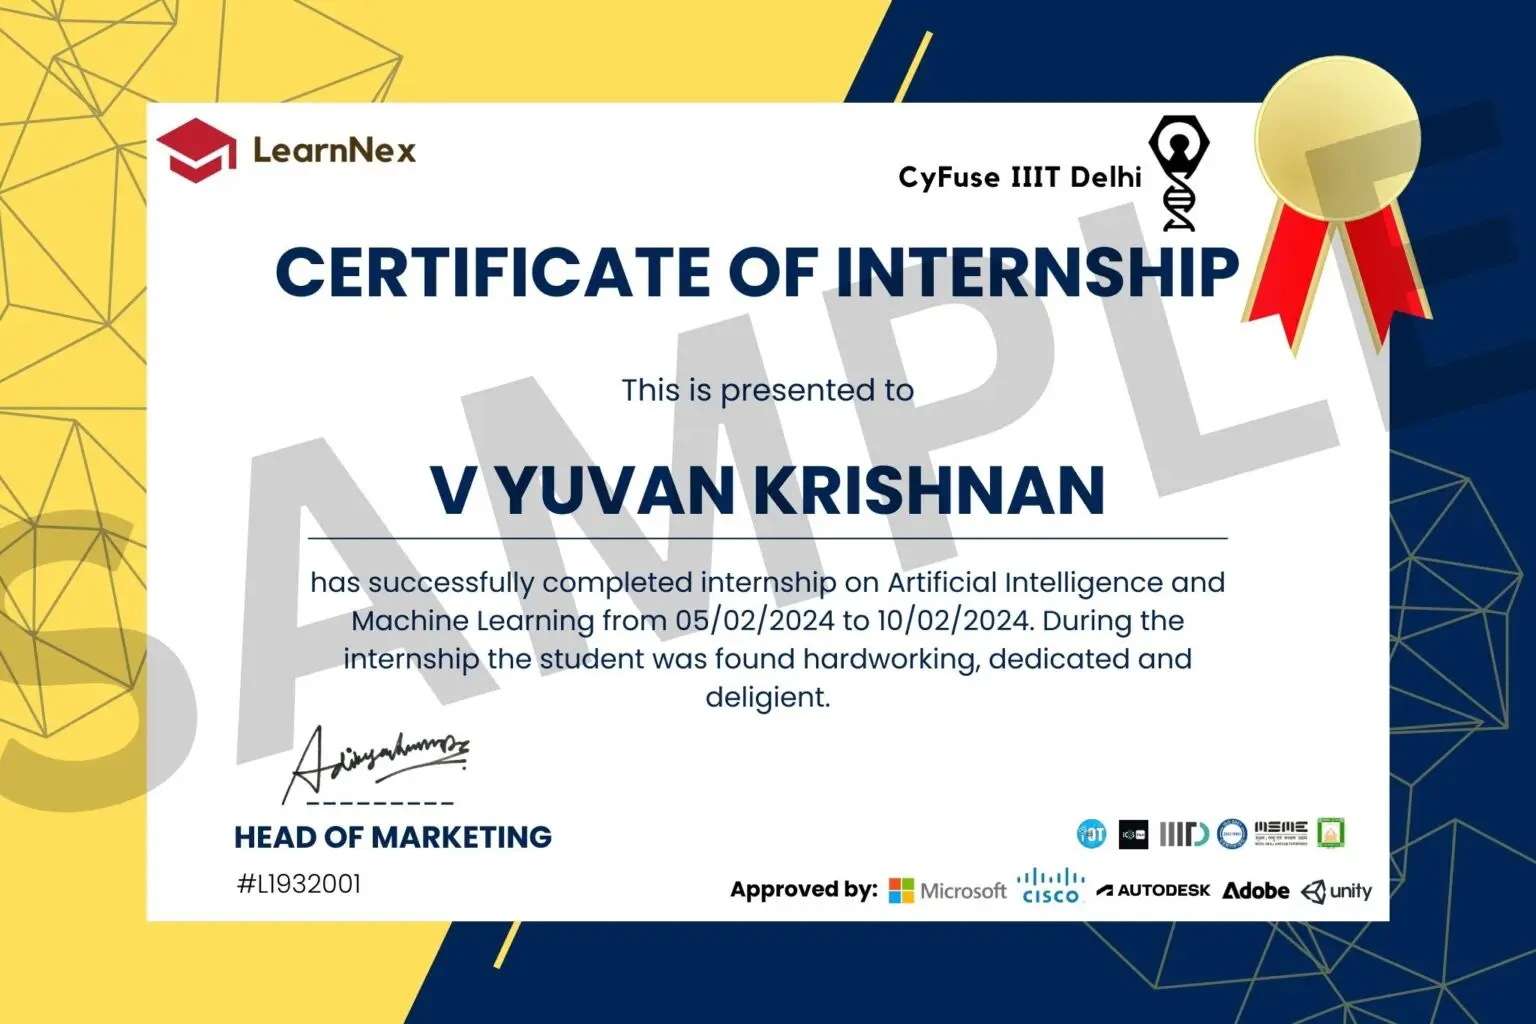 LearnNex
CyFuse IIIT Delhi
CERTIFICATE OF INTERNSHIP
This is presented to
V YUVAN KRISHNAN
has successfully completed internship on Artificial Intelligence and
Machine Learning from 05/02/2024 to 10/02/2024. During the
internship the student was found hardworking, dedicated and
deligient.
HEAD OF MARKETING
#L1932001
IIITD
MSME
Approved by: Microsoft CISCO AUTODESK Adobe unity
SAMPLE